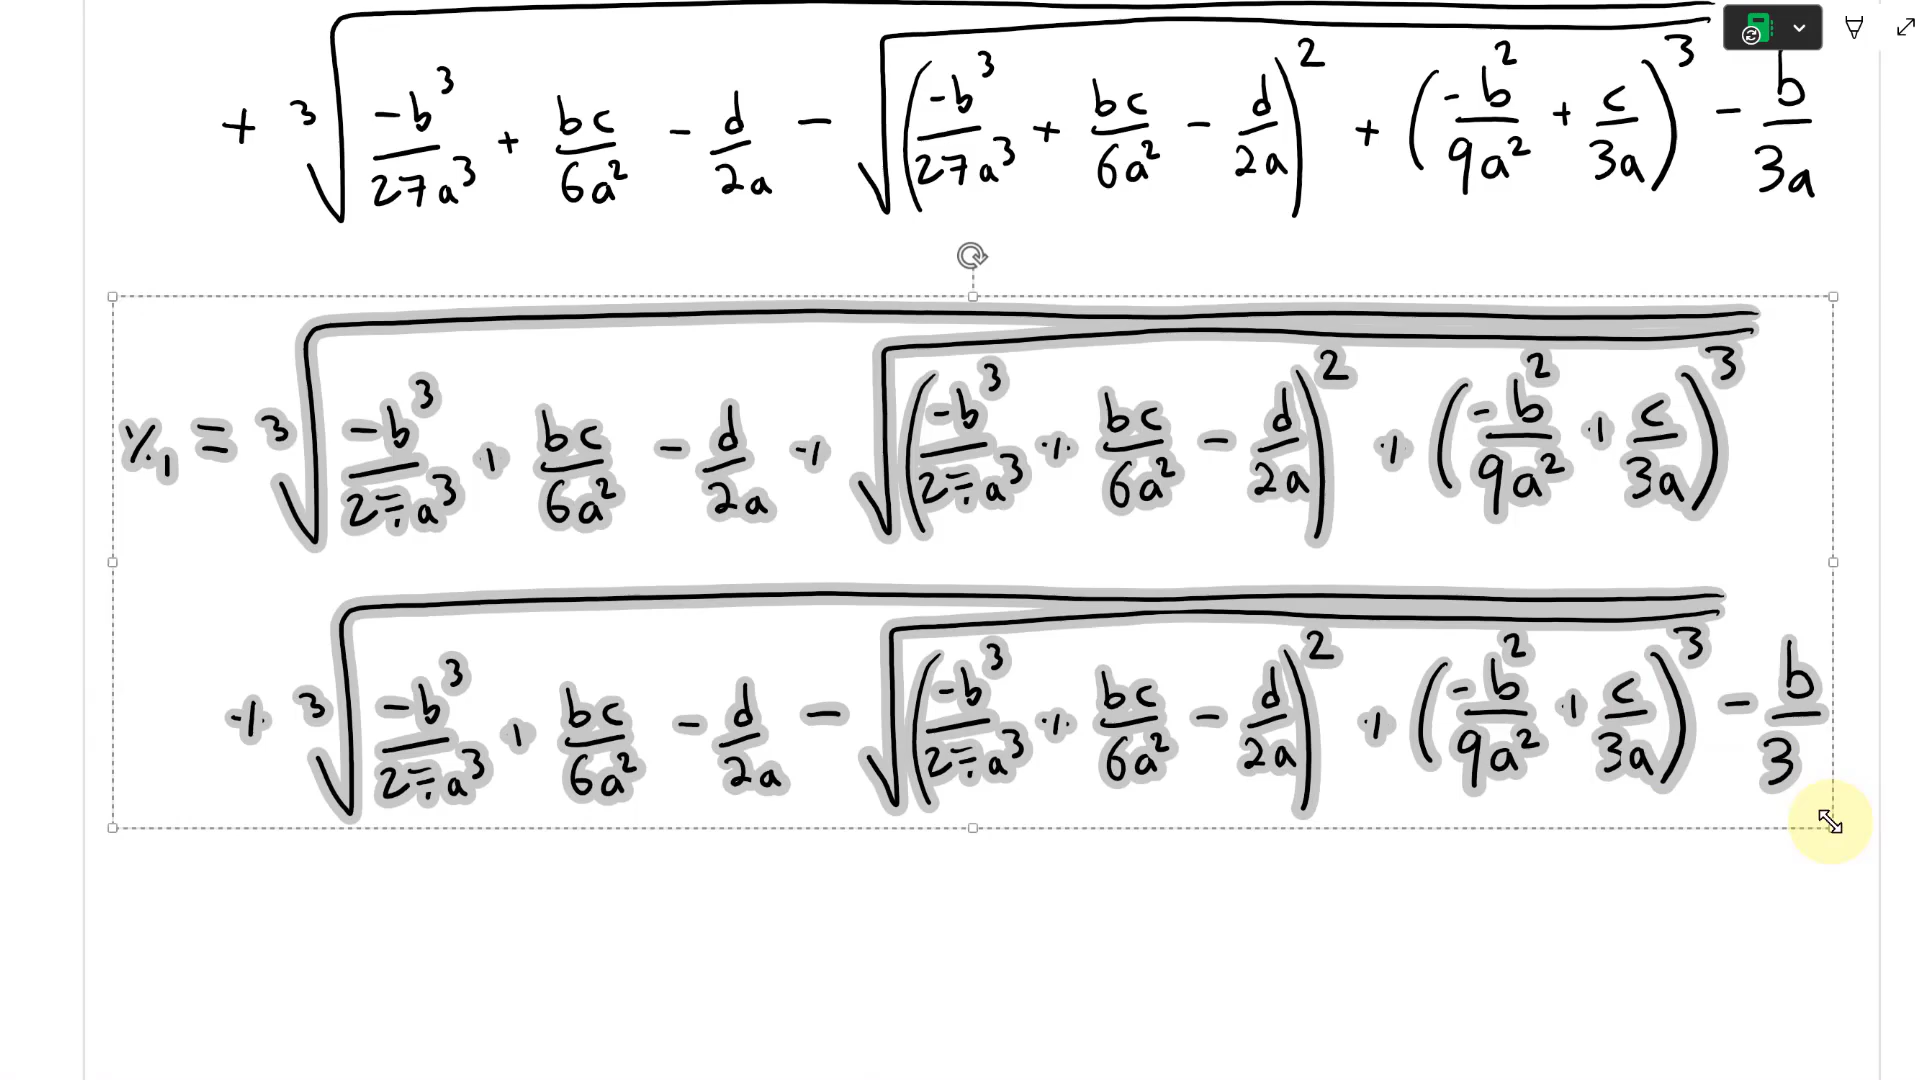 + ∛(-b³/27a³ + bc/6a² - d/2a - √((-b³/27a³ + bc/6a² - d/2a)² + (-b²/9a² + c/3a)³)) - b/3a
x₁ = ∛(-b³/27a³ + bc/6a² - d/2a + √((-b³/27a³ + bc/6a² - d/2a)² + (-b²/9a² + c/3a)³))
+ ∛(-b³/27a³ + bc/6a² - d/2a - √((-b³/27a³ + bc/6a² - d/2a)² + (-b²/9a² + c/3a)³)) - b/3